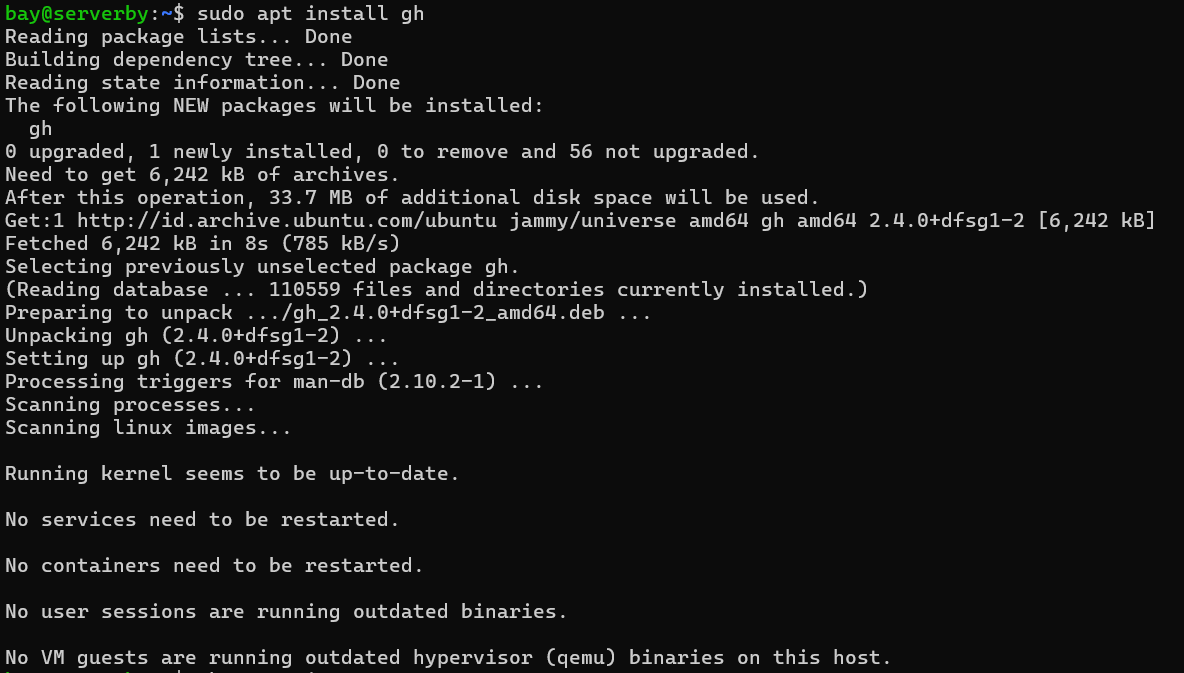 bay@serverby:~$ sudo apt install gh
Reading package lists... Done
Building dependency tree... Done
Reading state information... Done
The following NEW packages will be installed:
  gh
0 upgraded, 1 newly installed, 0 to remove and 56 not upgraded.
Need to get 6,242 kB of archives.
After this operation, 33.7 MB of additional disk space will be used.
Get:1 http://id.archive.ubuntu.com/ubuntu jammy/universe amd64 gh amd64 2.4.0+dfsg1-2 [6,242 kB]
Fetched 6,242 kB in 8s (785 kB/s)
Selecting previously unselected package gh.
(Reading database ... 110559 files and directories currently installed.)
Preparing to unpack .../gh_2.4.0+dfsg1-2_amd64.deb ...
Unpacking gh (2.4.0+dfsg1-2) ...
Setting up gh (2.4.0+dfsg1-2) ...
Processing triggers for man-db (2.10.2-1) ...
Scanning processes...
Scanning linux images...
Running kernel seems to be up-to-date.
No services need to be restarted.
No containers need to be restarted.
No user sessions are running outdated binaries.
No VM guests are running outdated hypervisor (qemu) binaries on this host.